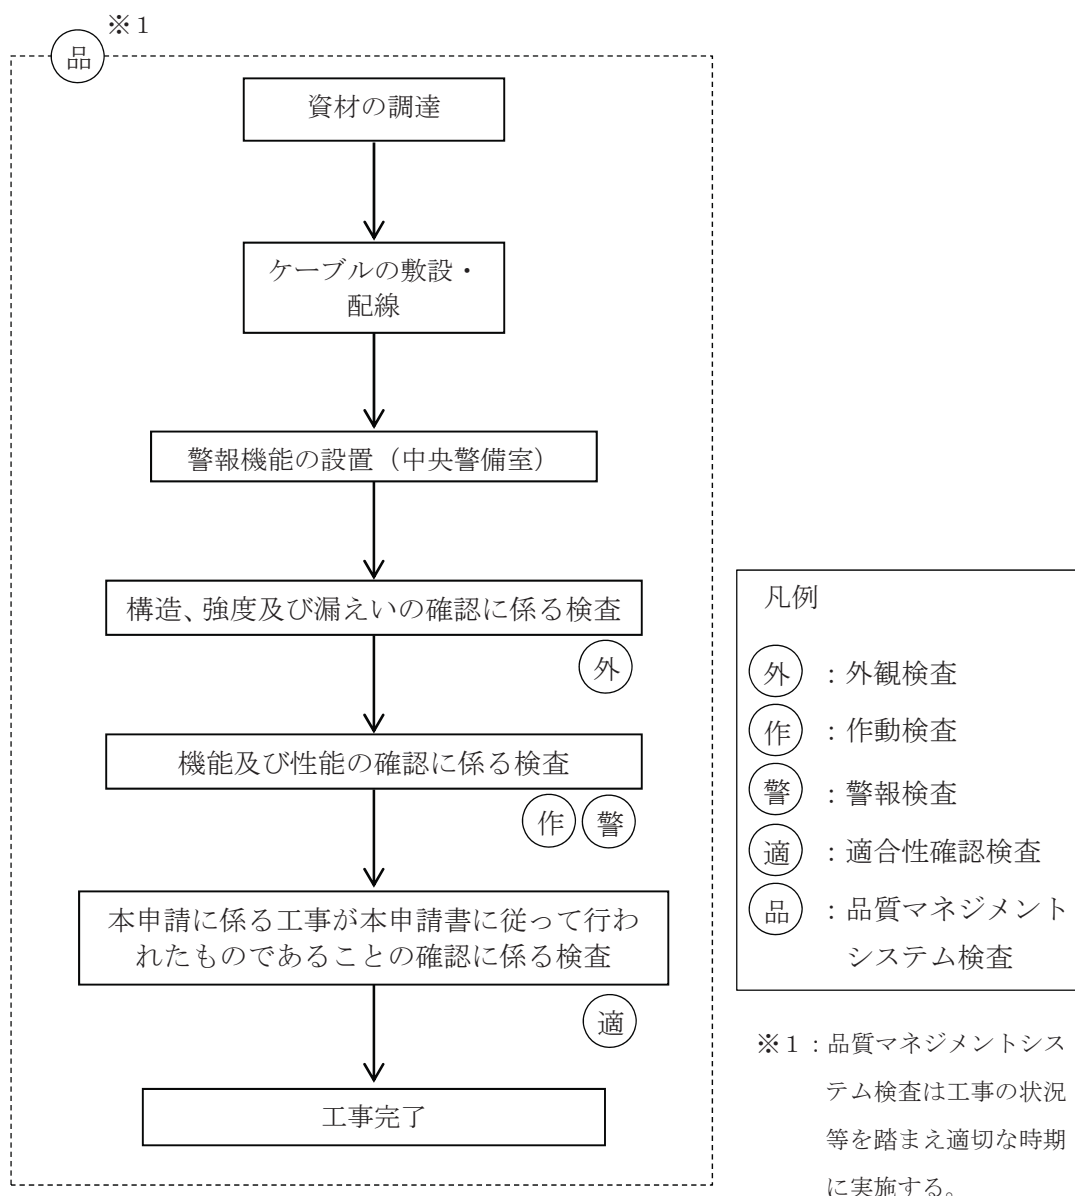 ※１
品
資材の調達
ケーブルの敷設・
配線
警報機能の設置（中央警備室）
構造、強度及び漏えいの確認に係る検査
外
機能及び性能の確認に係る検査
作 警
本申請に係る工事が本申請書に従って行わ
れたものであることの確認に係る検査
適
工事完了
凡例
外 ：外観検査
作 ：作動検査
警 ：警報検査
適 ：適合性確認検査
品 ：品質マネジメント
システム検査
※１：品質マネジメントシス
テム検査は工事の状況
等を踏まえ適切な時期
に実施する。